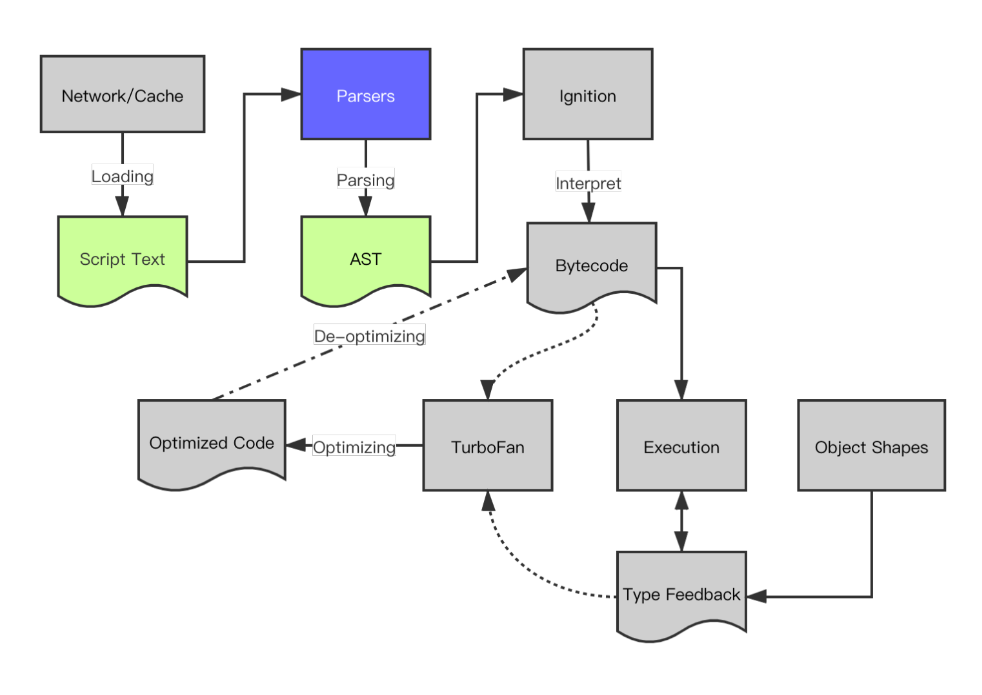 Network/Cache
Parsers
Ignition
Loading
Parsing
Interpret
Script Text
AST
Bytecode
De-optimizing
Optimized Code
Optimizing
TurboFan
Execution
Object Shapes
Type Feedback